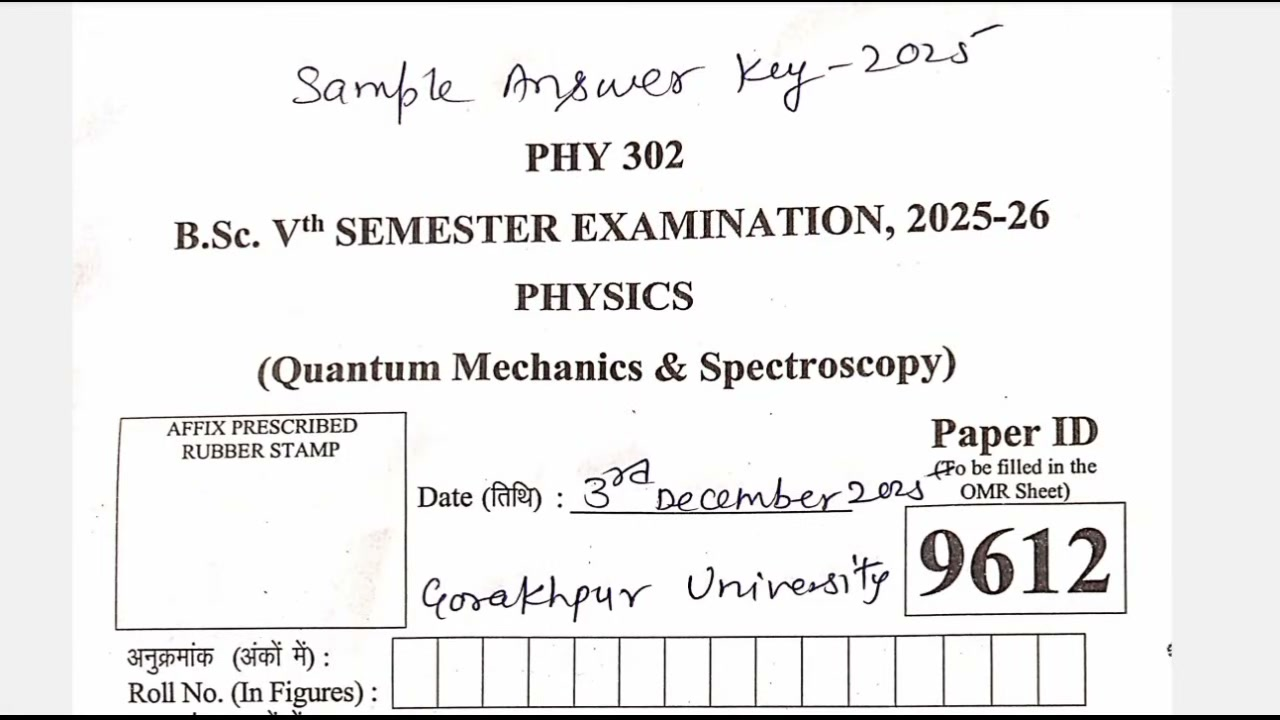 Sample Answer Key-2025
PHY 302
B.Sc. Vth SEMESTER EXAMINATION, 2025-26
PHYSICS
(Quantum Mechanics & Spectroscopy)
AFFIX PRESCRIBED
RUBBER STAMP
Date (तिथि) : 3rd December 2025
Paper ID
(To be filled in the
OMR Sheet)
9612
Gorakhpur University
अनुक्रमांक (अंकों में) :
Roll No. (In Figures) :